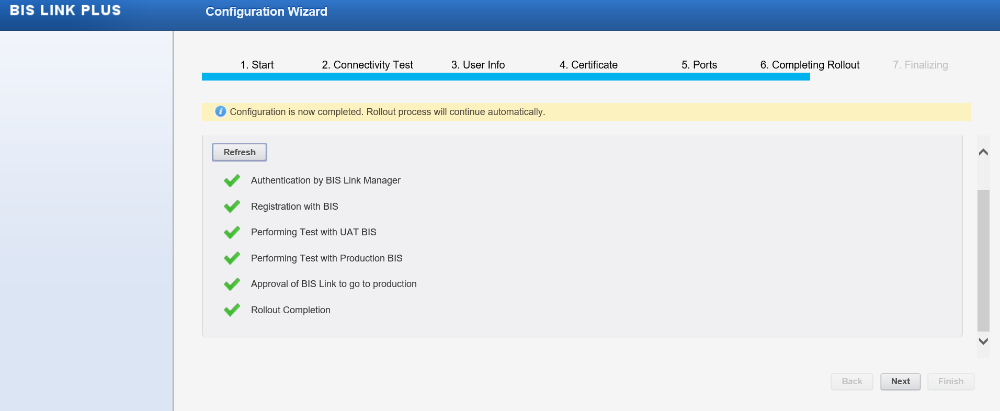 BIS LINK PLUS
Configuration Wizard
1. Start
2. Connectivity Test
3. User Info
4. Certificate
5. Ports
6. Completing Rollout
7. Finalizing
Configuration is now completed. Rollout process will continue automatically.
Refresh
Authentication by BIS Link Manager
Registration with BIS
Performing Test with UAT BIS
Performing Test with Production BIS
Approval of BIS Link to go to production
Rollout Completion
Back
Next
Finish